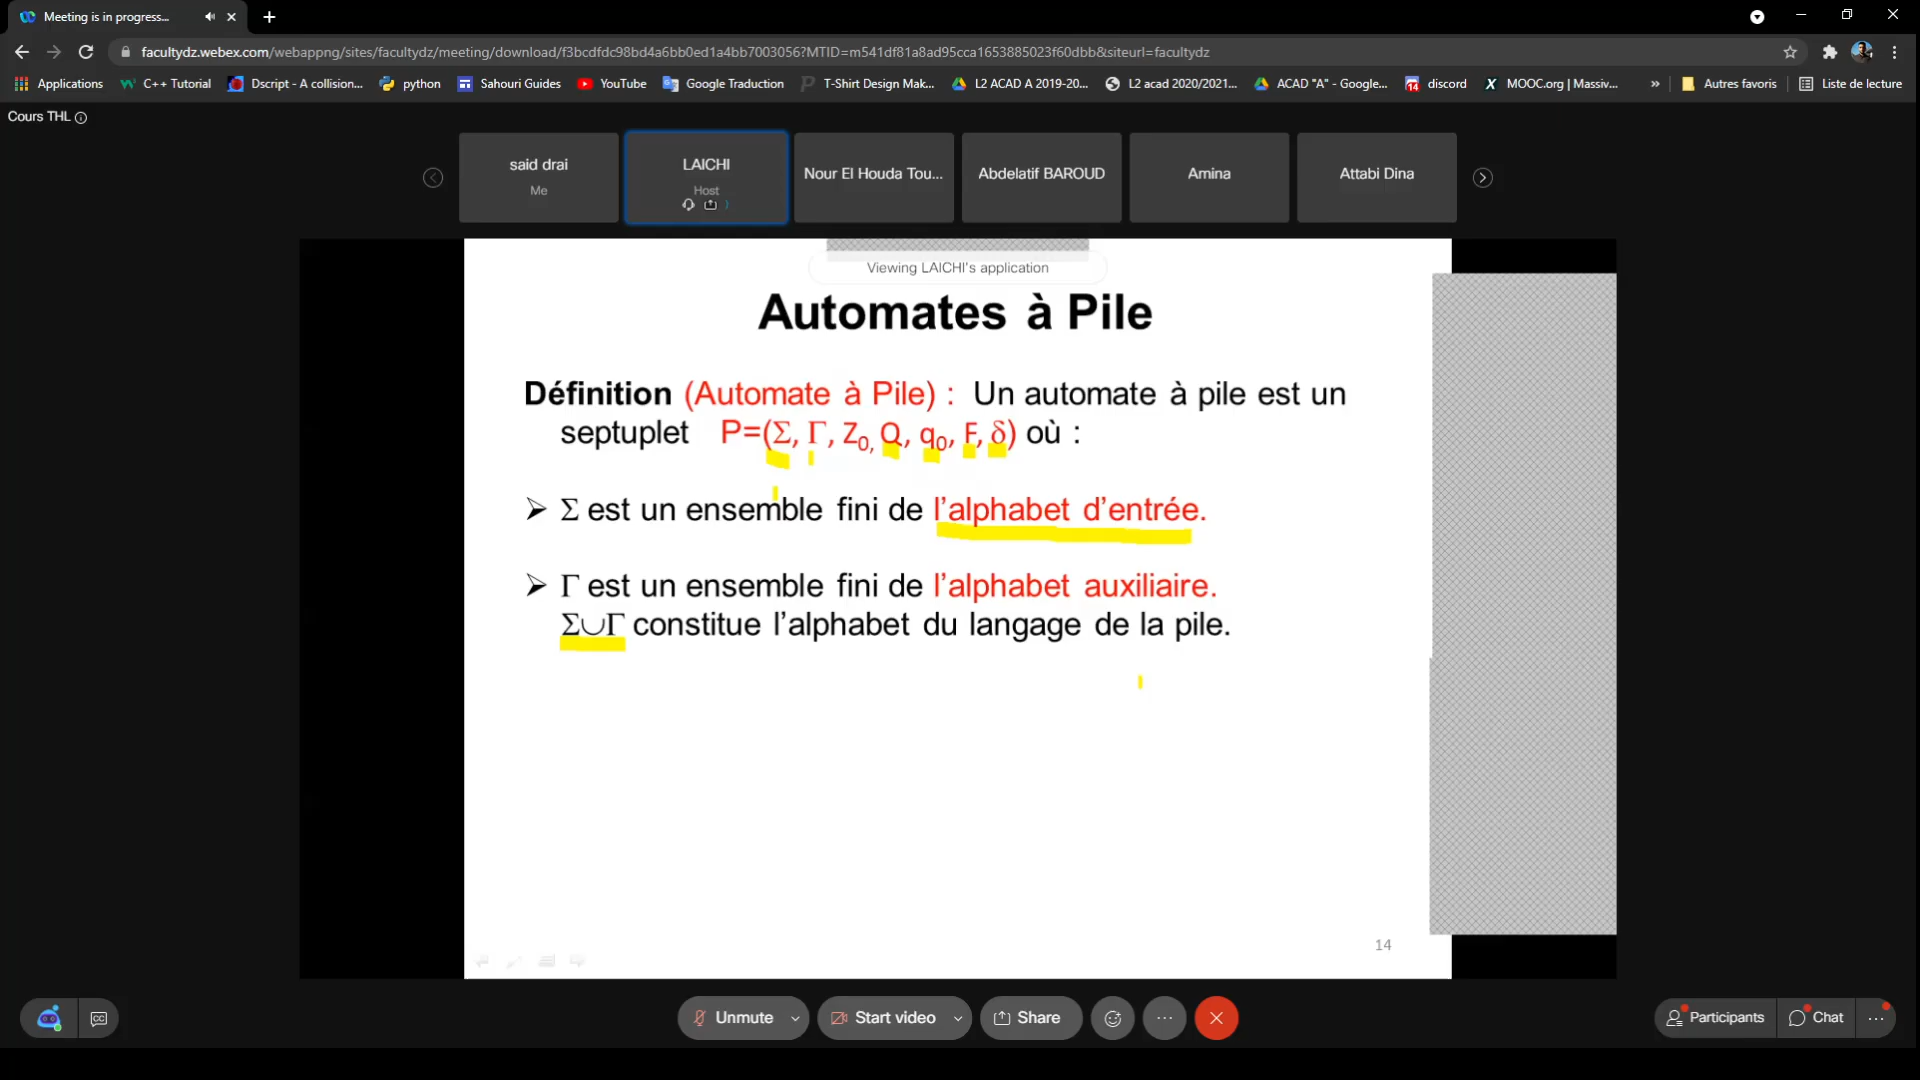 Meeting is in progress...
facultydz.webex.com/webappng/sites/facultydz/meeting/download/f3bcdfdc98bd4a6bb0ed1a4bb7003056?MTID=m541df81a8ad95cca1653885023f60dbb&siteurl=facultydz
Applications C++ Tutorial Dscript - A collision... python Sahouri Guides YouTube Google Traduction T-Shirt Design Mak... L2 ACAD A 2019-20... L2 acad 2020/2021... ACAD "A" - Google... 14 discord MOOC.org | Massiv... » Autres favoris Liste de lecture
Cours THL
said drai LAICHI Nour El Houda Tou... Abdelatif BAROUD Amina Attabi Dina
Me Host
Viewing LAICHI's application
Automates à Pile
Définition (Automate à Pile) : Un automate à pile est un
septuplet P=(Σ, Γ, Z0, Q, q0, F, δ) où :
➢ Σ est un ensemble fini de l'alphabet d'entrée.
➢ Γ est un ensemble fini de l'alphabet auxiliaire.
Σ∪Γ constitue l'alphabet du langage de la pile.
14
CC Unmute Start video Share Participants Chat